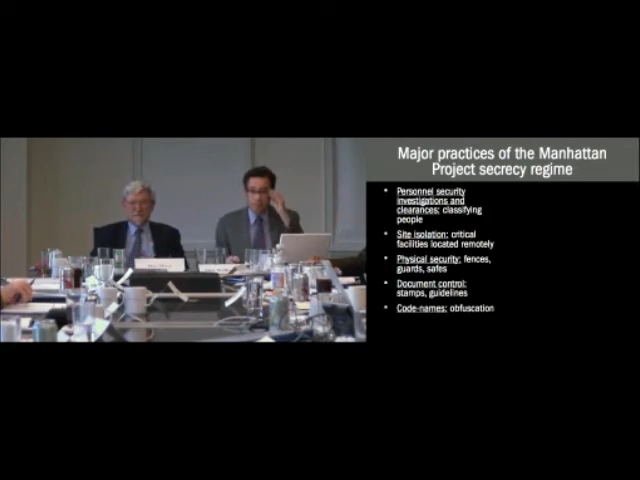 Major practices of the Manhattan
Project secrecy regime
• Personnel security
investigations and
clearances: classifying
people
• Site isolation: critical
facilities located remotely
• Physical security: fences,
guards, safes
• Document control:
stamps, guidelines
• Code-names: obfuscation